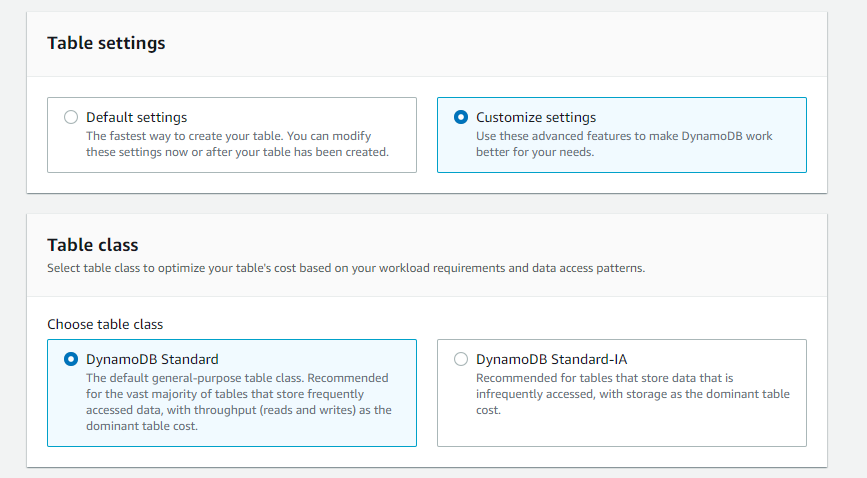 Table settings
Default settings
The fastest way to create your table. You can modify
these settings now or after your table has been created.
Customize settings
Use these advanced features to make DynamoDB work
better for your needs.
Table class
Select table class to optimize your table's cost based on your workload requirements and data access patterns.
Choose table class
DynamoDB Standard
The default general-purpose table class. Recommended
for the vast majority of tables that store frequently
accessed data, with throughput (reads and writes) as the
dominant table cost.
DynamoDB Standard-IA
Recommended for tables that store data that is
infrequently accessed, with storage as the dominant table
cost.